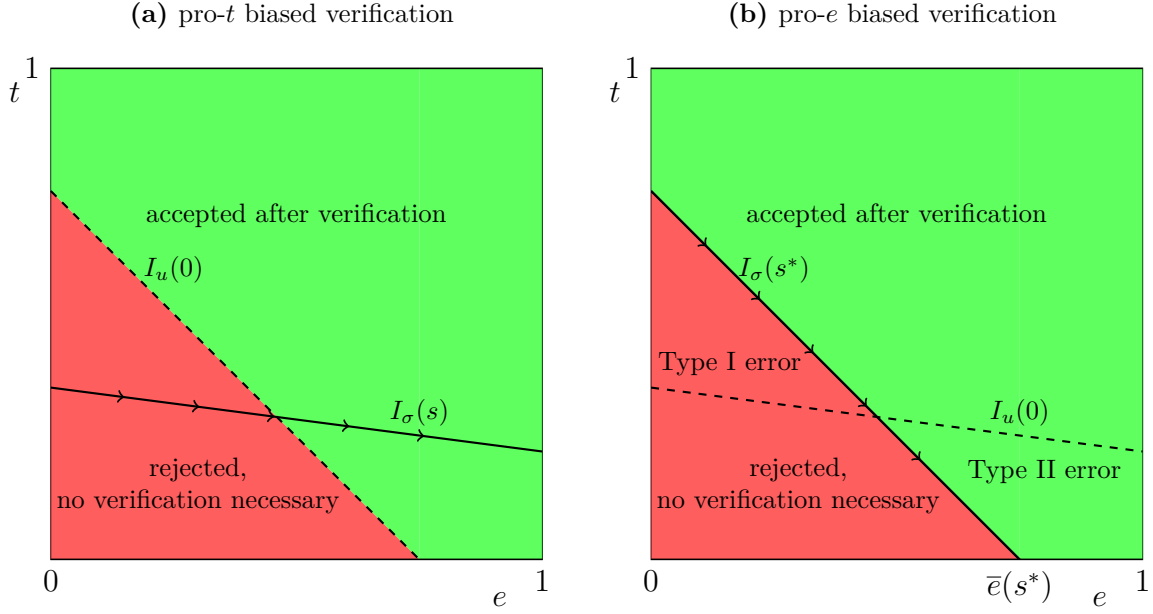 (a) pro-t biased verification
1
t
accepted after verification
I_u(0)
I_σ(s)
rejected,
no verification necessary
0
e
1
(b) pro-e biased verification
1
t
accepted after verification
I_σ(s*)
Type I error
I_u(0)
rejected,
no verification necessary
Type II error
0
e̅(s*)
e
1